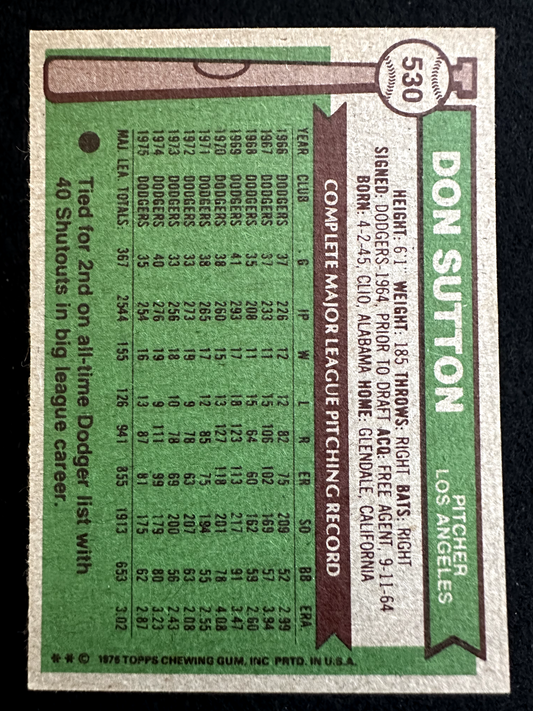 530
DON SUTTON
PITCHER
LOS ANGELES
HEIGHT: 6'1" WEIGHT: 185 THROWS: RIGHT BATS: RIGHT
SIGNED: DODGERS-1964, PRIOR TO DRAFT ACQ: FREE AGENT, 9-11-64
BORN: 4-2-45, CLIO, ALABAMA HOME: GLENDALE, CALIFORNIA
COMPLETE MAJOR LEAGUE PITCHING RECORD
YEAR CLUB G IP W L R ER SO BB ERA
1966 DODGERS 37 226 12 12 82 75 209 52 2.99
1967 DODGERS 37 233 11 15 106 102 169 57 3.94
1968 DODGERS 35 208 11 15 64 60 162 59 2.60
1969 DODGERS 41 293 17 18 123 113 217 91 3.47
1970 DODGERS 38 260 15 13 127 118 201 78 4.08
1971 DODGERS 38 265 17 12 85 75 194 55 2.55
1972 DODGERS 33 273 19 9 78 63 207 63 2.08
1973 DODGERS 33 256 18 10 78 69 200 56 2.43
1974 DODGERS 40 276 19 9 111 99 179 80 3.23
1975 DODGERS 35 254 16 13 87 81 175 62 2.87
MAJ. LEA. TOTALS 367 2544 155 126 941 855 1913 653 3.02
Tied for 2nd on all-time Dodger list with
40 Shutouts in big league career.
* * © 1976 TOPPS CHEWING GUM, INC. PRTD. IN U.S.A.